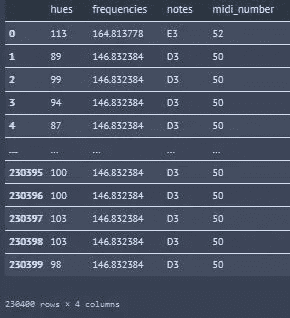 hues frequencies notes midi_number
0 113 164.813778 E3 52
1 89 146.832384 D3 50
2 99 146.832384 D3 50
3 94 146.832384 D3 50
4 87 146.832384 D3 50
... ... ... ... ...
230395 100 146.832384 D3 50
230396 100 146.832384 D3 50
230397 103 146.832384 D3 50
230398 103 146.832384 D3 50
230399 98 146.832384 D3 50
230400 rows × 4 columns